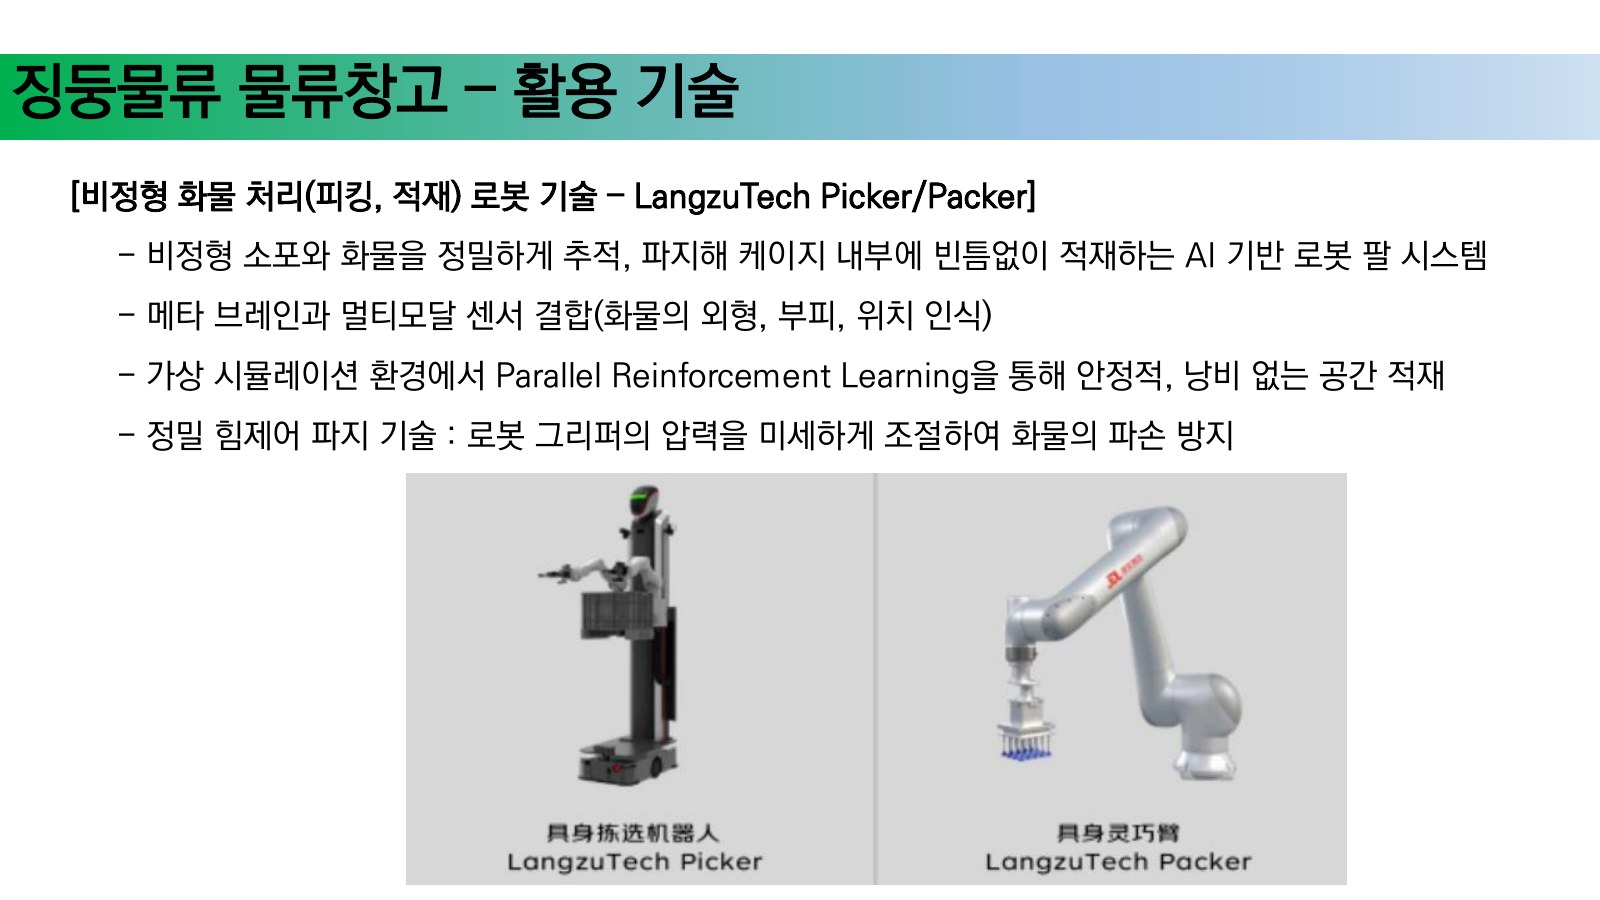 징둥물류 물류창고 – 활용 기술
[비정형 화물 처리(피킹, 적재) 로봇 기술 – LangzuTech Picker/Packer]
– 비정형 소포와 화물을 정밀하게 추적, 파지해 케이지 내부에 빈틈없이 적재하는 AI 기반 로봇 팔 시스템
– 메타 브레인과 멀티모달 센서 결합(화물의 외형, 부피, 위치 인식)
– 가상 시뮬레이션 환경에서 Parallel Reinforcement Learning을 통해 안정적, 낭비 없는 공간 적재
– 정밀 힘제어 파지 기술 : 로봇 그리퍼의 압력을 미세하게 조절하여 화물의 파손 방지
具身拣选机器人
LangzuTech Picker
具身灵巧臂
LangzuTech Packer